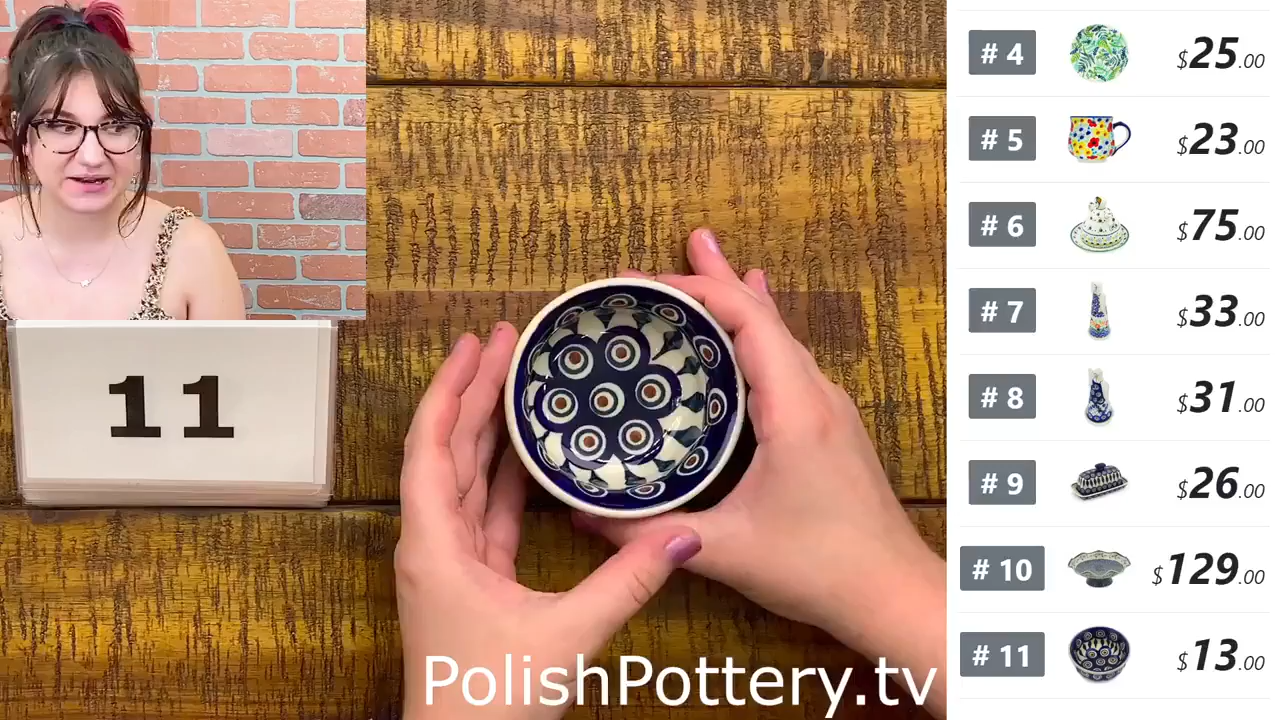 11
PolishPottery.tv
# 4 $25.00
# 5 $23.00
# 6 $75.00
# 7 $33.00
# 8 $31.00
# 9 $26.00
# 10 $129.00
# 11 $13.00